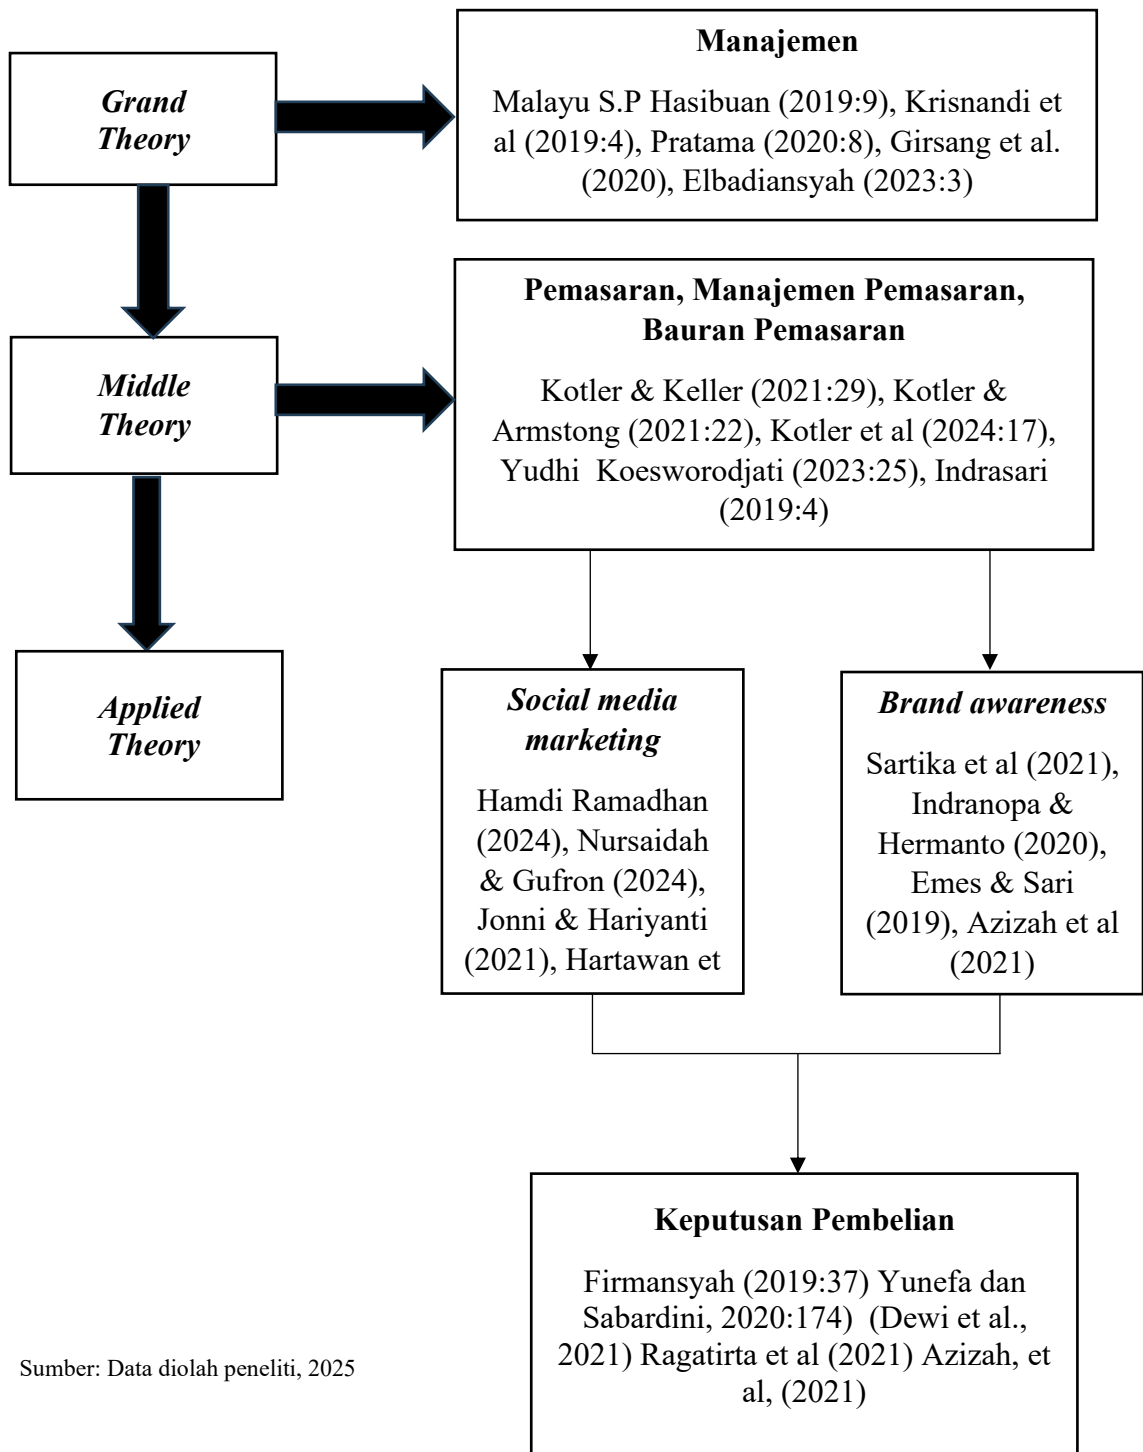 Grand
Theory
Manajemen
Malayu S.P Hasibuan (2019:9), Krisnandi et
al (2019:4), Pratama (2020:8), Girsang et al.
(2020), Elbadiansyah (2023:3)
Middle
Theory
Pemasaran, Manajemen Pemasaran,
Bauran Pemasaran
Kotler & Keller (2021:29), Kotler &
Armstong (2021:22), Kotler et al (2024:17),
Yudhi  Koesworodjati (2023:25), Indrasari
(2019:4)
Applied
Theory
Social media
marketing
Hamdi Ramadhan
(2024), Nursaidah
& Gufron (2024),
Jonni & Hariyanti
(2021), Hartawan et
Brand awareness
Sartika et al (2021),
Indranopa &
Hermanto (2020),
Emes & Sari
(2019), Azizah et al
(2021)
Keputusan Pembelian
Firmansyah (2019:37) Yunefa dan
Sabardini, 2020:174)  (Dewi et al.,
2021) Ragatirta et al (2021) Azizah, et
al, (2021)
Sumber: Data diolah peneliti, 2025